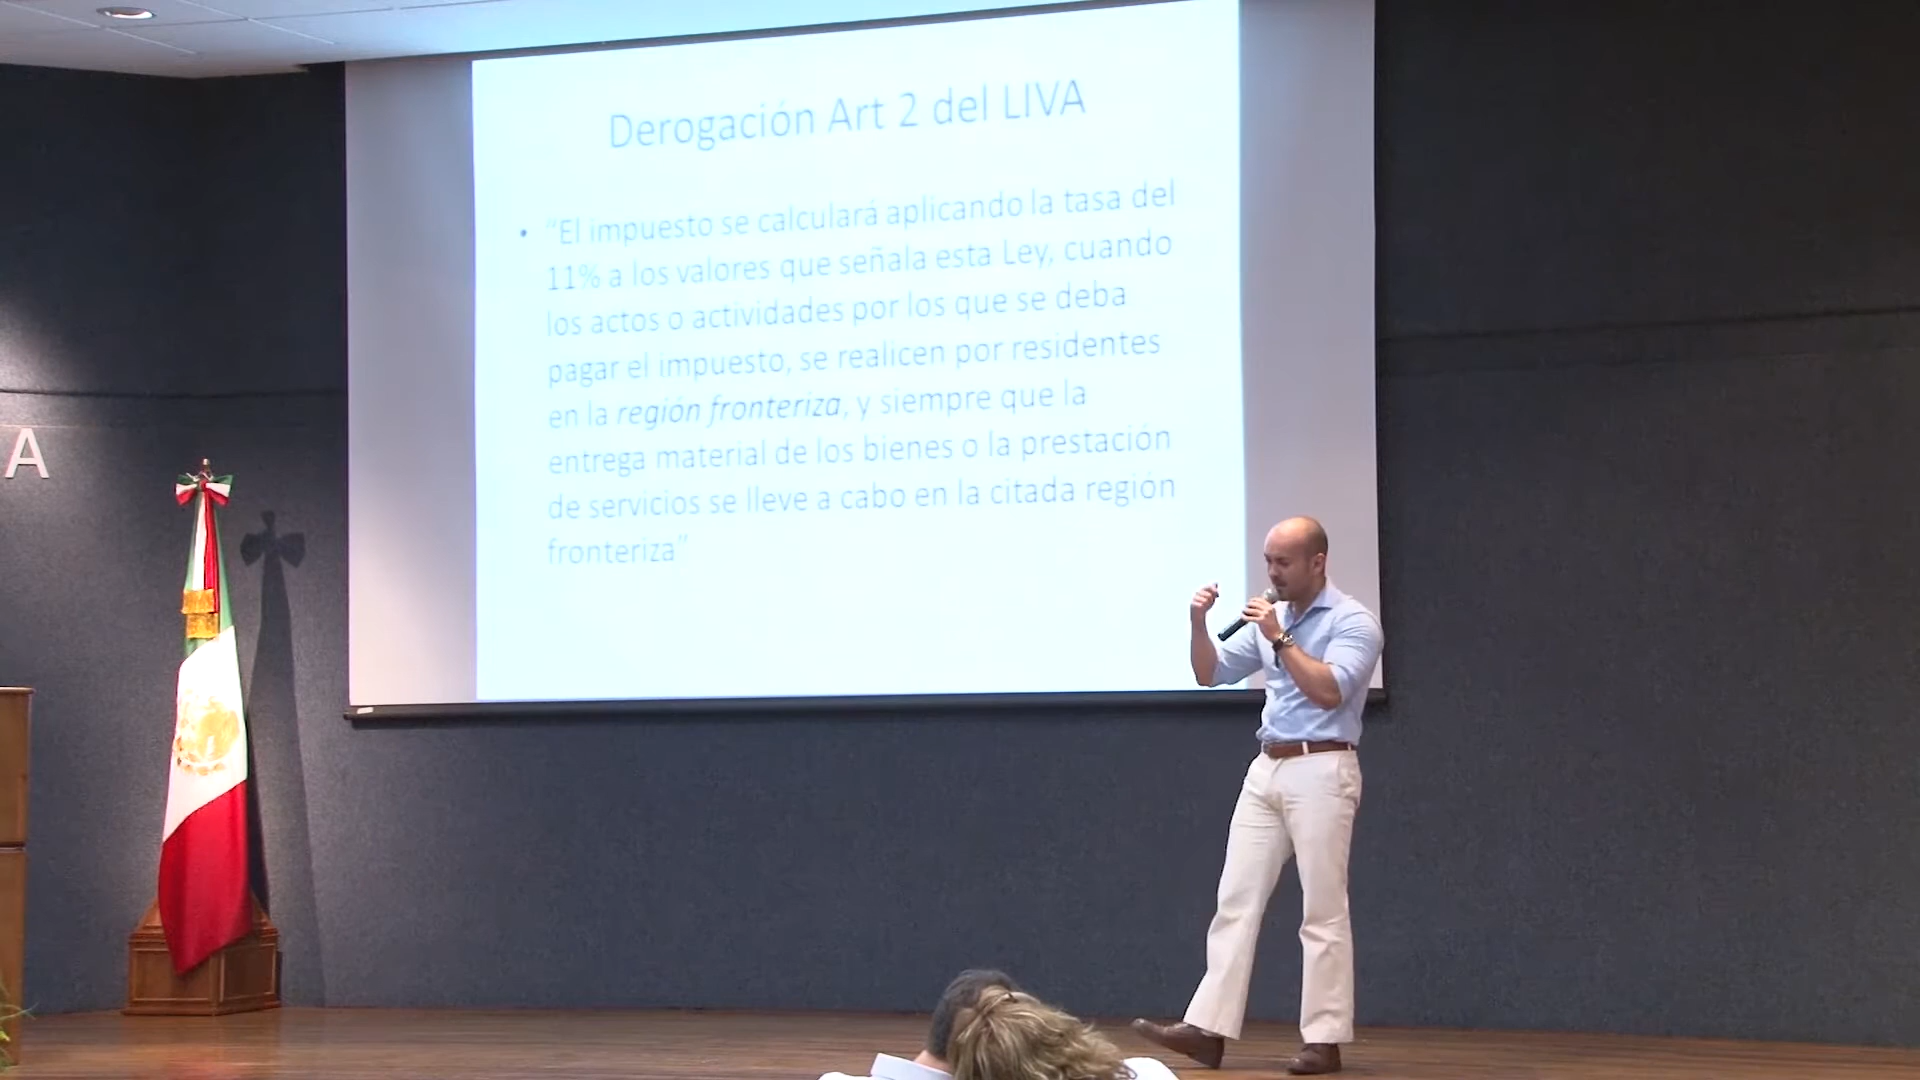 Derogación Art 2 del LIVA
• "El impuesto se calculará aplicando la tasa del
11% a los valores que señala esta Ley, cuando
los actos o actividades por los que se deba
pagar el impuesto, se realicen por residentes
en la región fronteriza, y siempre que la
entrega material de los bienes o la prestación
de servicios se lleve a cabo en la citada región
fronteriza"
A